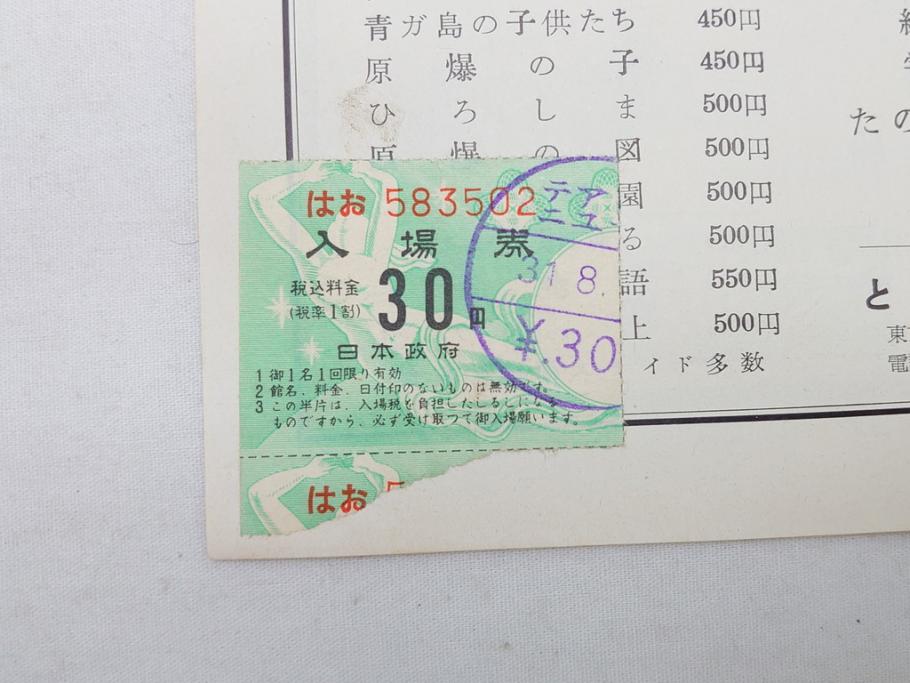 青ガ島の子供たち 450円
原爆の子 450円
ひろしま 500円
原爆の図 500円
園 500円
る 500円
語 550円
上 500円
イド多数
たの
と
東
電
はお 583502
入場券
税込料金
(税率1割)
30円
日本政府
1 御1名1回限り有効
2 館名、料金、日付印のないものは無効です。
3 この半片は、入場税を負担したしるしになる
ものですから、必ず受け取つて御入場願います。
テア
ニュ
31 8.
¥.30
はお 5